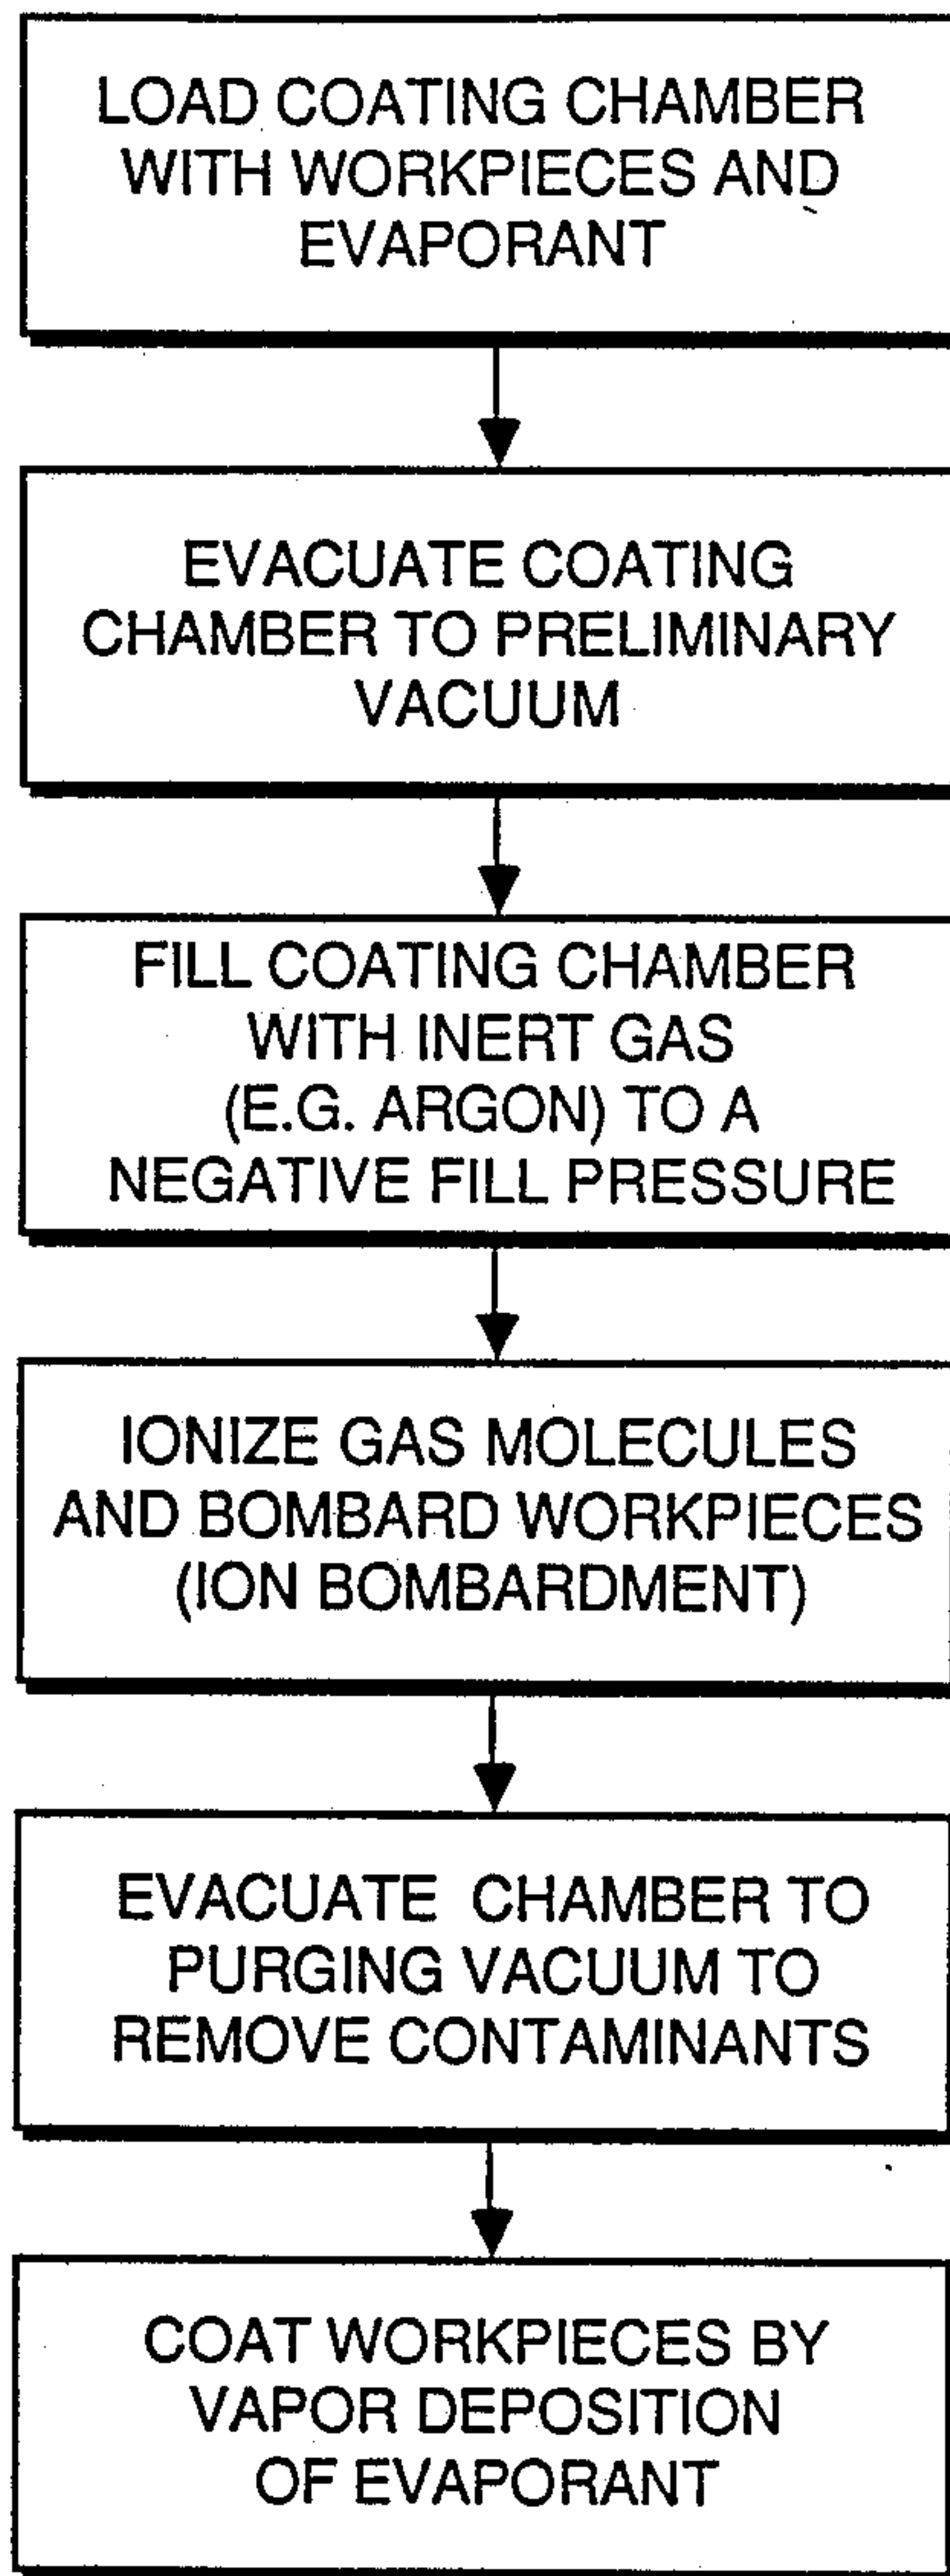 LOAD COATING CHAMBER
WITH WORKPIECES AND
EVAPORANT
EVACUATE COATING
CHAMBER TO PRELIMINARY
VACUUM
FILL COATING CHAMBER
WITH INERT GAS
(E.G. ARGON) TO A
NEGATIVE FILL PRESSURE
IONIZE GAS MOLECULES
AND BOMBARD WORKPIECES
(ION BOMBARDMENT)
EVACUATE CHAMBER TO
PURGING VACUUM TO
REMOVE CONTAMINANTS
COAT WORKPIECES BY
VAPOR DEPOSITION
OF EVAPORANT